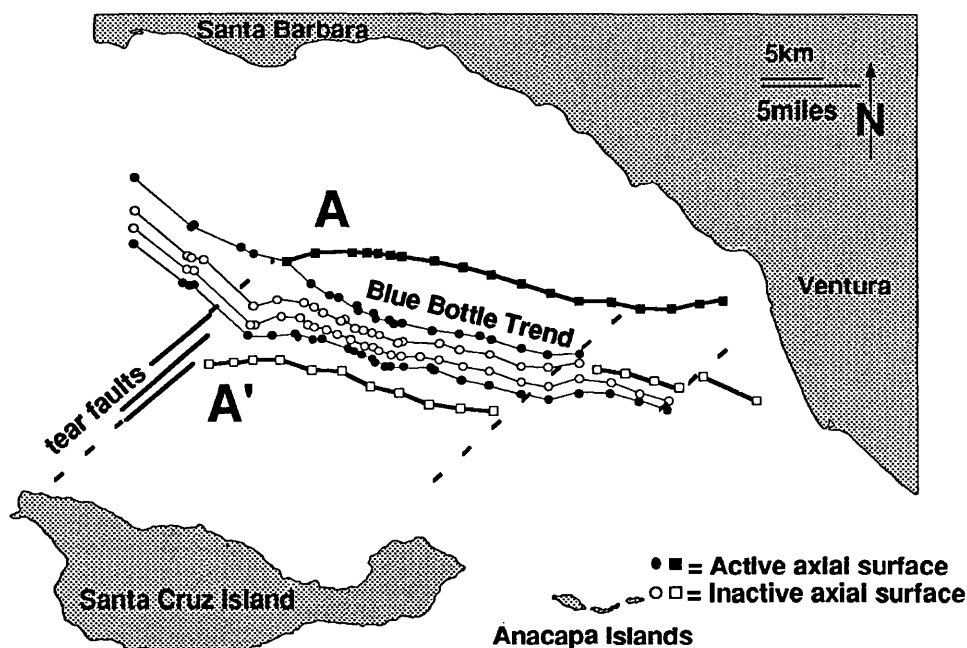 Santa Barbara
5km
5miles
N
A
Blue Bottle Trend
Ventura
tear faults
A'
= Active axial surface
= Inactive axial surface
Santa Cruz Island
Anacapa Islands